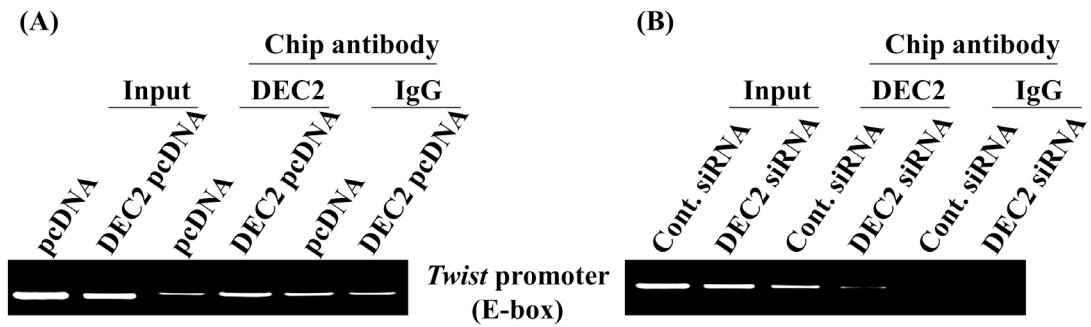 (A)
Chip antibody
Input DEC2 IgG
pcDNA DEC2 pcDNA pcDNA DEC2 pcDNA pcDNA DEC2 pcDNA
Twist promoter
(E-box)
(B)
Chip antibody
Input DEC2 IgG
Cont. siRNA DEC2 siRNA Cont. siRNA DEC2 siRNA Cont. siRNA DEC2 siRNA